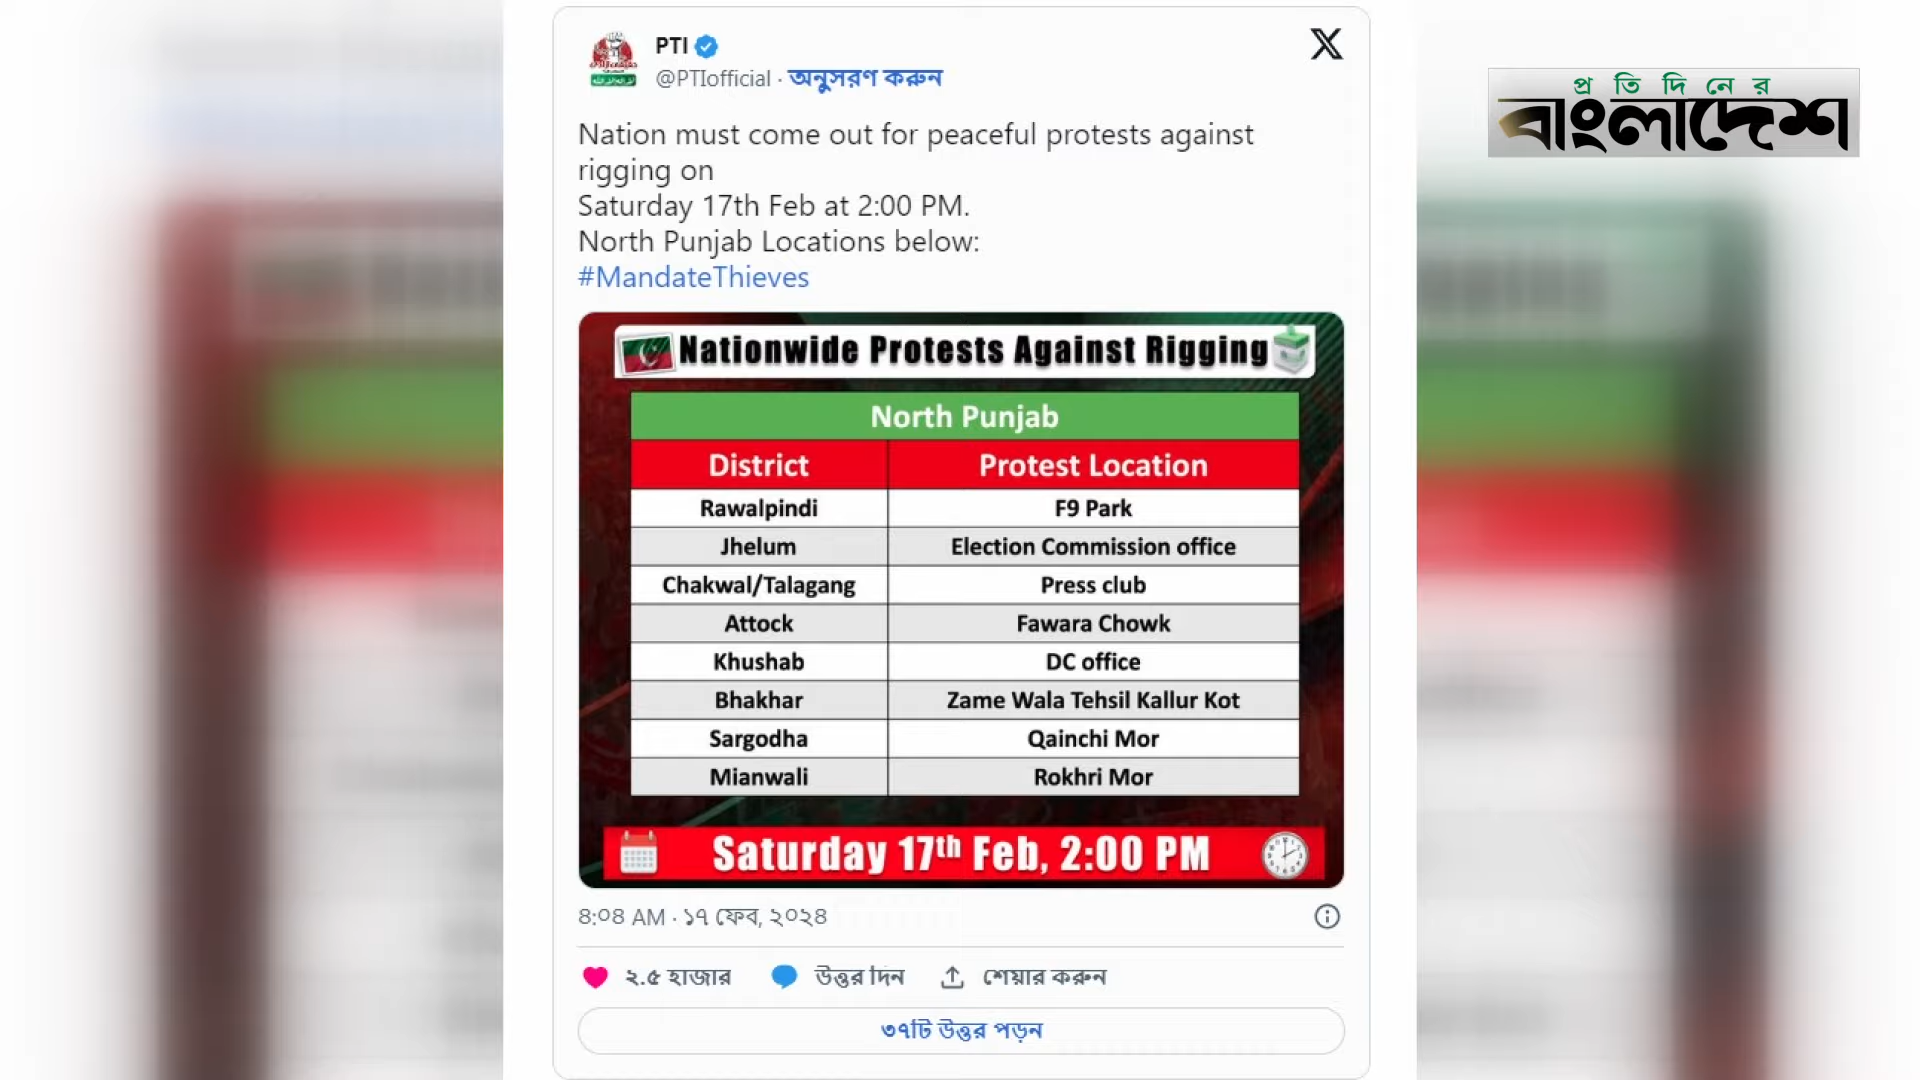 PTI
@PTIofficial · অনুসরণ করুন
প্রতিদিনের
বাংলাদেশ
Nation must come out for peaceful protests against
rigging on
Saturday 17th Feb at 2:00 PM.
North Punjab Locations below:
#MandateThieves
Nationwide Protests Against Rigging
North Punjab
District Protest Location
Rawalpindi F9 Park
Jhelum Election Commission office
Chakwal/Talagang Press club
Attock Fawara Chowk
Khushab DC office
Bhakhar Zame Wala Tehsil Kallur Kot
Sargodha Qainchi Mor
Mianwali Rokhri Mor
Saturday 17th Feb, 2:00 PM
৪:০৪ AM · ১৭ ফেব, ২০২৪
২.৫ হাজার উত্তর দিন শেয়ার করুন
৩৭টি উত্তর পড়ুন